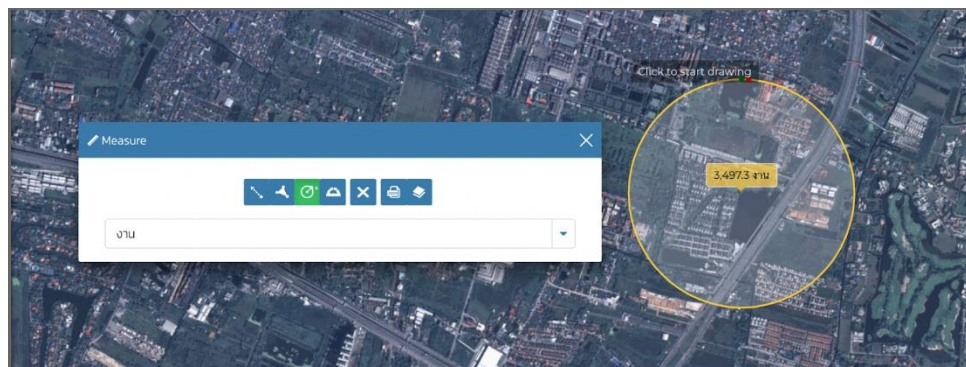 Click to start drawing
Measure
3,497.3 งาน
งาน